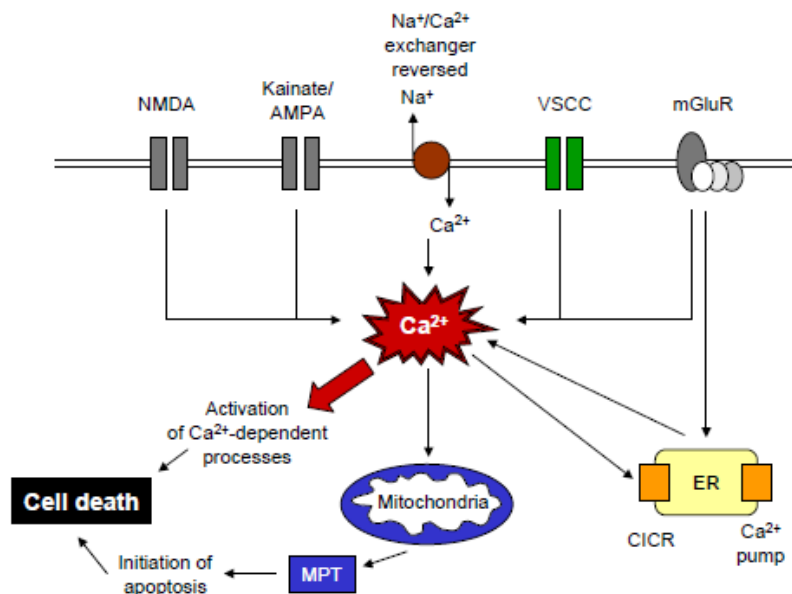 Na⁺/Ca²⁺
exchanger
reversed
NMDA
Kainate/
AMPA
Na⁺
VSCC
mGluR
Ca²⁺
Ca²⁺
Activation
of Ca²⁺-dependent
processes
Cell death
Mitochondria
ER
CICR
Ca²⁺
pump
Initiation of
apoptosis
MPT